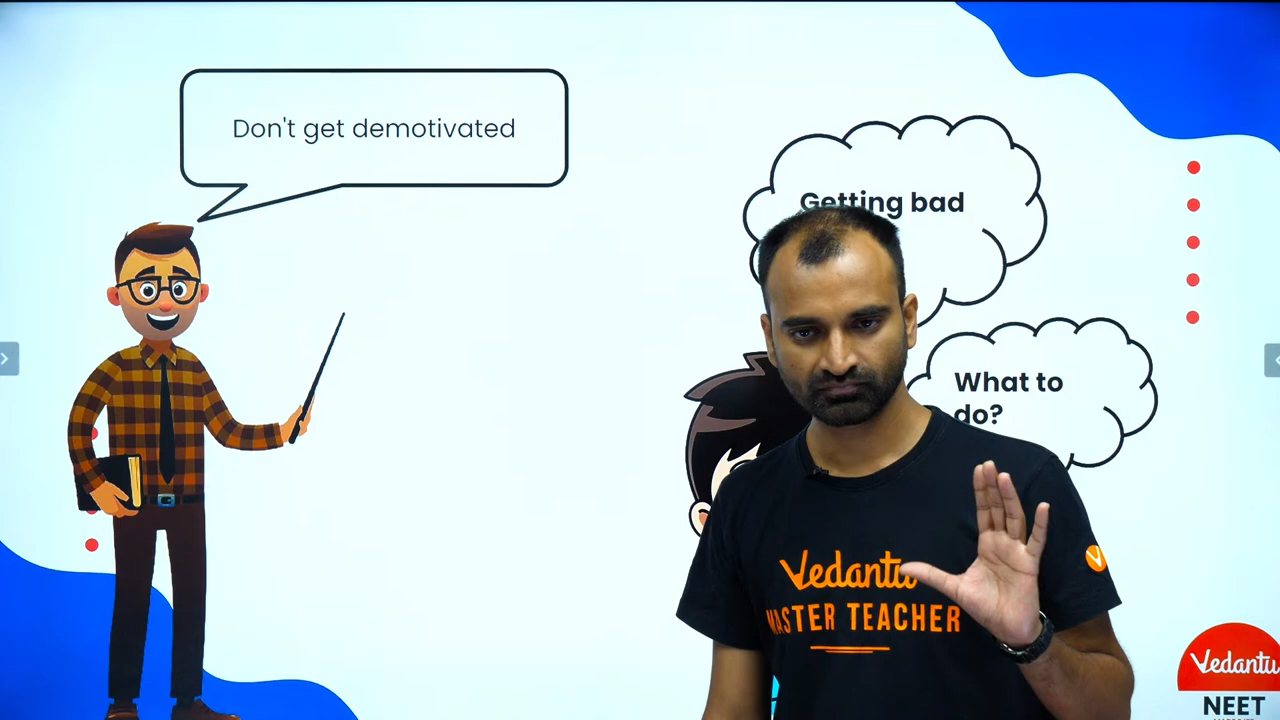 Don't get demotivated
Getting bad
What to
do?
Vedantu
MASTER TEACHER
Vedantu
NEET